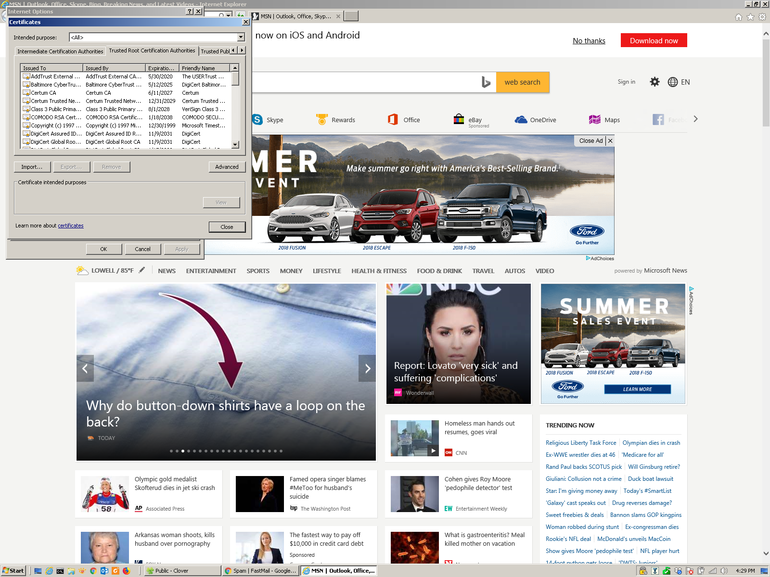 MSN | Outlook, Office, Skype, Bing, Breaking News, and Latest Videos - Internet Explorer
Internet Options
MSN | Outlook, Office, Skyp...
Certificates
Intended purpose:
<All>
Intermediate Certification Authorities
Trusted Root Certification Authorities
Trusted Publ
Issued To
Issued By
Expiratio...
Friendly Name
AddTrust External ...
AddTrust External CA...
5/30/2020
The USERTrust ...
Baltimore CyberTrust ...
Baltimore CyberTrust ...
5/12/2025
DigiCert Baltimor...
Certum CA
Certum CA
6/11/2027
Certum
Certum Trusted Netw...
Certum Trusted Netw...
12/31/2029
Certum Trusted ...
Class 3 Public Primar...
Class 3 Public Primary ...
8/1/2028
VeriSign Class 3 ...
COMODO RSA Certi...
COMODO RSA Certific...
1/18/2038
COMODO SECU...
Copyright (c) 1997 ...
Copyright (c) 1997 Mi...
12/30/1999
Microsoft Timest...
DigiCert Assured ID ...
DigiCert Assured ID R...
11/9/2031
DigiCert
DigiCert Global Root ...
DigiCert Global Root CA
11/9/2031
DigiCert
Import...
Export...
Remove
Advanced
Certificate intended purposes
View
Learn more about certificates
Close
OK
Cancel
Apply
now on iOS and Android
No thanks
Download now
web search
Sign in
EN
Skype
Rewards
Office
eBay
Sponsored
OneDrive
Maps
Close Ad
X
MER
EVENT
Make summer go right with America's Best-Selling Brand.
2018 FUSION
2018 ESCAPE
2018 F-150
Ford
Go Further
AdChoices
LOWELL / 85°F
NEWS
ENTERTAINMENT
SPORTS
MONEY
LIFESTYLE
HEALTH & FITNESS
FOOD & DRINK
TRAVEL
AUTOS
VIDEO
powered by Microsoft News
Why do button-down shirts have a loop on the
back?
TODAY
NBC
Report: Lovato 'very sick' and
suffering 'complications'
Wonderwall
SUMMER
SALES EVENT
2018 FUSION
2018 ESCAPE
2018 F-150
Ford
Go Further
LEARN MORE
AdChoices
Homeless man hands out
resumes, goes viral
CNN
TRENDING NOW
Religious Liberty Task Force
Olympian dies in crash
Ex-WWE wrestler dies at 46
'Medicare for all'
Rand Paul backs SCOTUS pick
Will Ginsburg retire?
Giuliani: Collusion not a crime
Duck boat lawsuit
Star: I'm giving away money
Today's #SmartList
'Galaxy' cast speaks out
Drug reverses damage?
Sweet freebies & deals
Bannon slams GOP kingpins
Woman robbed during stunt
Ex-congressman dies
Rookie's NFL deal
McDonald's unveils MacCoin
Show gives Moore 'pedophile test'
NFL player hurt
58
Olympic gold medalist
Skofterud dies in jet ski crash
AP
Associated Press
Famed opera singer blames
#MeToo for husband's
suicide
wp
The Washington Post
Cohen gives Roy Moore
'pedophile detector' test
EW
Entertainment Weekly
Arkansas woman shoots, kills
husband over pornography
The fastest way to pay off
$10,000 in credit card debt
Sponsored
What is gastroenteritis? Meal
killed mother on vacation
Start
Public - Clover
Spam | FastMail - Google...
MSN | Outlook, Office,...
4:29 PM